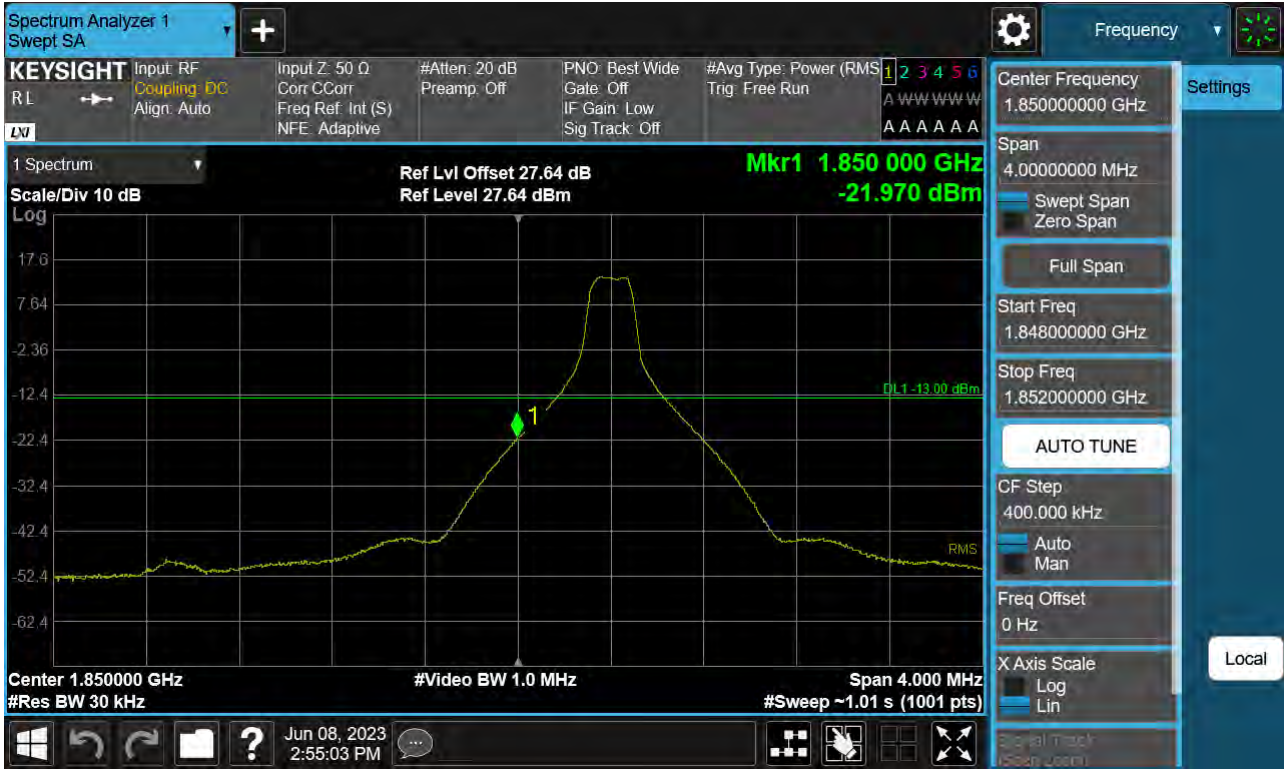 Spectrum Analyzer 1
Swept SA
Frequency
KEYSIGHT
RL
LXI
Input: RF
Coupling: DC
Align: Auto
Input Z: 50 Ω
Corr CCorr
Freq Ref: Int (S)
NFE: Adaptive
#Atten: 20 dB
Preamp: Off
PNO: Best Wide
Gate: Off
IF Gain: Low
Sig Track: Off
#Avg Type: Power (RMS
Trig: Free Run
1 2 3 4 5 6
A W W W W W
A A A A A A
1 Spectrum
Scale/Div 10 dB
Log
Ref Lvl Offset 27.64 dB
Ref Level 27.64 dBm
Mkr1 1.850 000 GHz
-21.970 dBm
17.6
7.64
-2.36
-12.4
-22.4
-32.4
-42.4
-52.4
-62.4
DL1 -13.00 dBm
1
RMS
Center 1.850000 GHz
#Res BW 30 kHz
#Video BW 1.0 MHz
Span 4.000 MHz
#Sweep ~1.01 s (1001 pts)
Center Frequency
1.850000000 GHz
Span
4.00000000 MHz
Swept Span
Zero Span
Full Span
Start Freq
1.848000000 GHz
Stop Freq
1.852000000 GHz
AUTO TUNE
CF Step
400.000 kHz
Auto
Man
Freq Offset
0 Hz
X Axis Scale
Log
Lin
Signal Track
(Span Zoom)
Settings
Local
?
Jun 08, 2023
2:55:03 PM